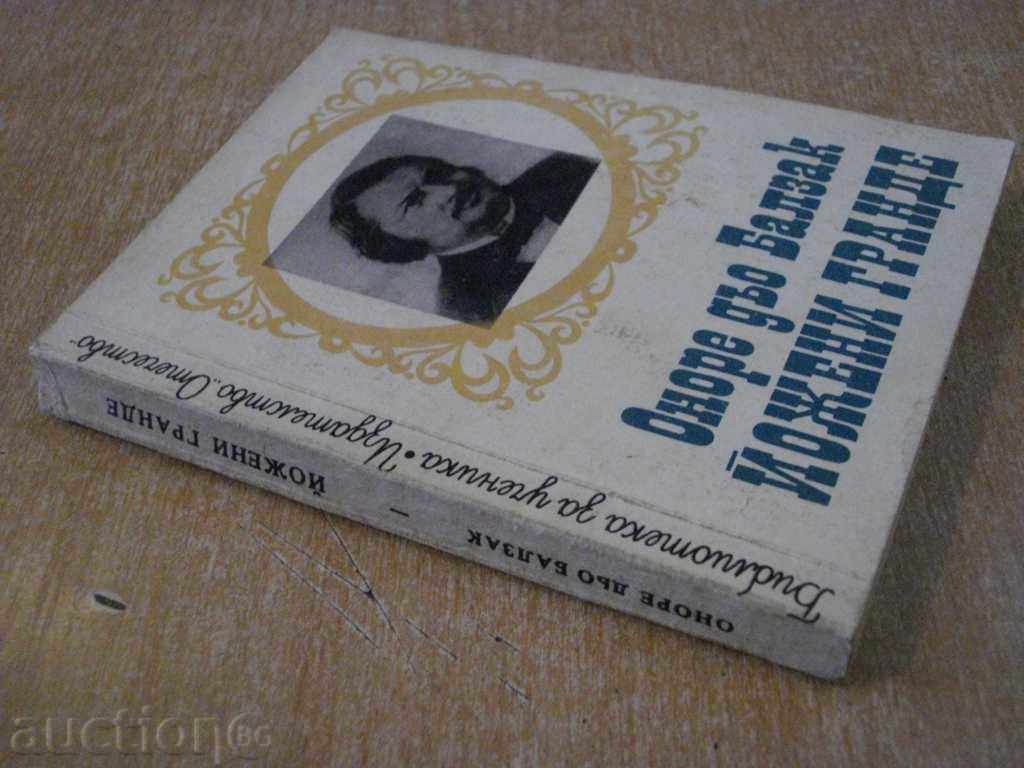 Оноре дьо Балзак
ЙОЖЕНИ ГРАНДЕ
Библиотека за ученика • Издателство „Отечество“
ОНОРЕ ДЬО БАЛЗАК – ЙОЖЕНИ ГРАНДЕ
auction.BG